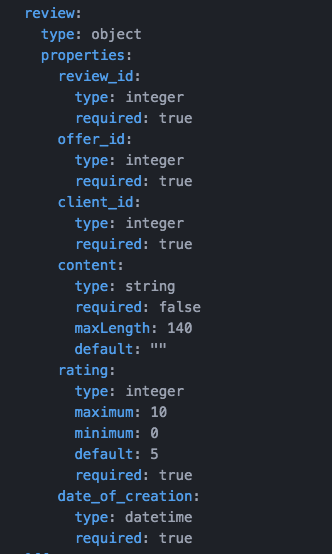 review:
  type: object
  properties:
    review_id:
      type: integer
      required: true
    offer_id:
      type: integer
      required: true
    client_id:
      type: integer
      required: true
    content:
      type: string
      required: false
      maxLength: 140
      default: ""
    rating:
      type: integer
      maximum: 10
      minimum: 0
      default: 5
      required: true
    date_of_creation:
      type: datetime
      required: true